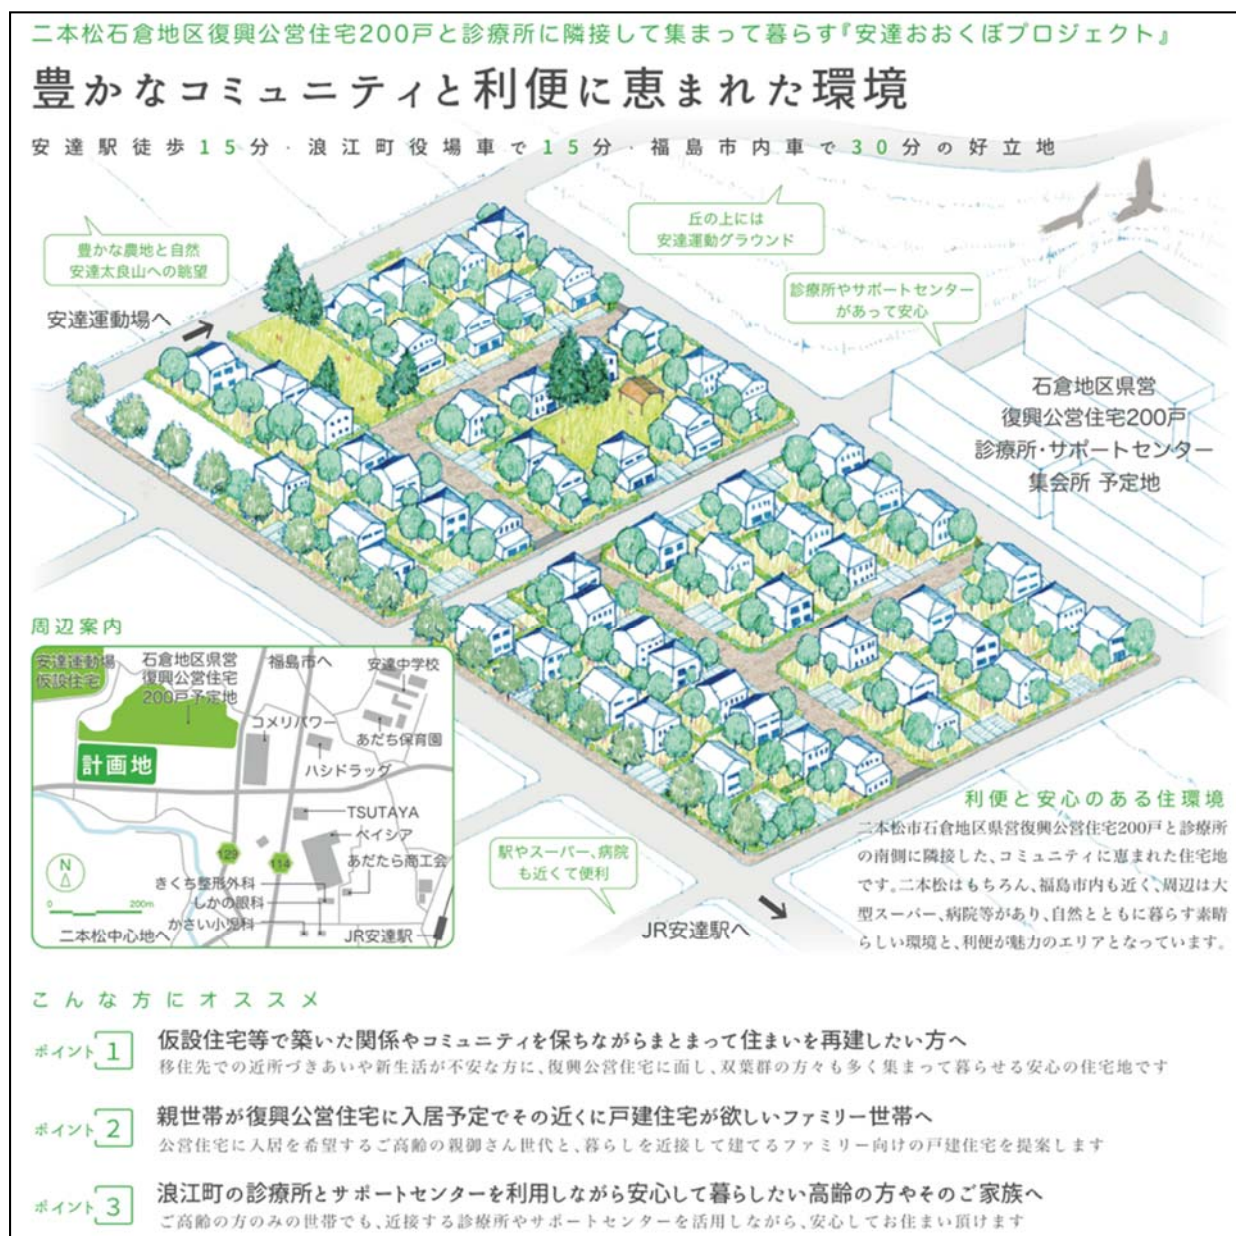 二本松石倉地区復興公営住宅200戸と診療所に隣接して集まって暮らす『安達おおくぼプロジェクト』
豊かなコミュニティと利便に恵まれた環境
安達駅徒歩15分・浪江町役場車で15分・福島市内車で30分の好立地
豊かな農地と自然
安達太良山への眺望
丘の上には
安達運動グラウンド
診療所やサポートセンター
があって安心
安達運動場へ
石倉地区県営
復興公営住宅200戸
診療所・サポートセンター
集会所 予定地
周辺案内
安達運動場
仮設住宅
石倉地区県営
復興公営住宅
200戸予定地
福島市へ
安達中学校
コメリパワー
あだち保育園
計画地
ハシドラッグ
TSUTAYA
ベイシア
129
114
あだたら商工会
きくち整形外科
しかの眼科
かさい小児科
N
0 200m
二本松中心地へ
JR安達駅
駅やスーパー、病院
も近くて便利
JR安達駅へ
利便と安心のある住環境
二本松市石倉地区県営復興公営住宅200戸と診療所
の南側に隣接した、コミュニティに恵まれた住宅地
です。二本松はもちろん、福島市内も近く、周辺は大
型スーパー、病院等があり、自然とともに暮らす素晴
らしい環境と、利便が魅力のエリアとなっています。
こんな方にオススメ
ポイント 1
仮設住宅等で築いた関係やコミュニティを保ちながらまとまって住まいを再建したい方へ
移住先での近所づきあいや新生活が不安な方に、復興公営住宅に面し、双葉群の方々も多く集まって暮らせる安心の住宅地です
ポイント 2
親世帯が復興公営住宅に入居予定でその近くに戸建住宅が欲しいファミリー世帯へ
公営住宅に入居を希望するご高齢の親御さん世代と、暮らしを近接して建てるファミリー向けの戸建住宅を提案します
ポイント 3
浪江町の診療所とサポートセンターを利用しながら安心して暮らしたい高齢の方やそのご家族へ
ご高齢の方のみの世帯でも、近接する診療所やサポートセンターを活用しながら、安心してお住まい頂けます